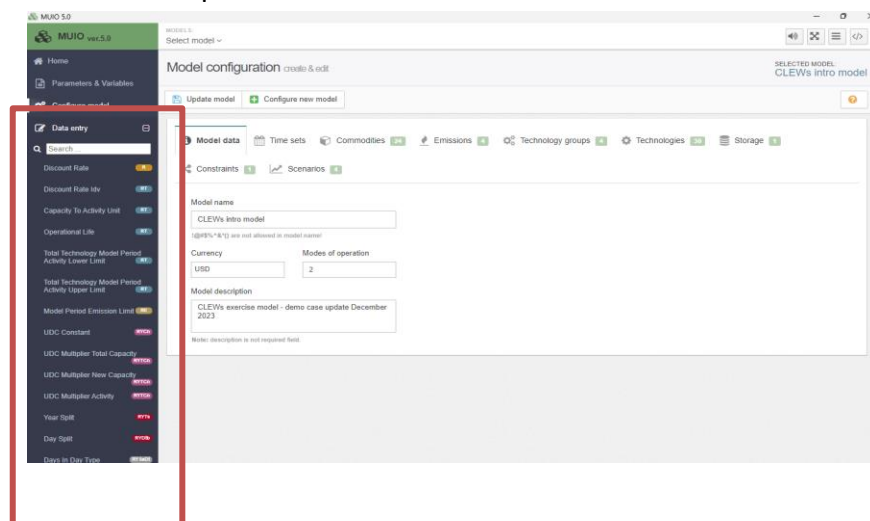 MUIO 5.0
MUIO ver.5.0
MODELS:
Select model
Home
Parameters & Variables
Configure model
Data entry
Search ...
Discount Rate R
Discount Rate Idv RT
Capacity To Activity Unit RT
Operational Life RT
Total Technology Model Period
Activity Lower Limit RT
Total Technology Model Period
Activity Upper Limit RT
Model Period Emission Limit RE
UDC Constant RYCn
UDC Multiplier Total Capacity
RYTCn
UDC Multiplier New Capacity
RYTCn
UDC Multiplier Activity RYTCn
Year Split RYTs
Day Split
Days In Day Type
Model configuration create & edit
SELECTED MODEL:
CLEWs intro model
Update model Configure new model
Model data Time sets Commodities 24 Emissions 4 Technology groups 4 Technologies Storage 1
Constraints 1 Scenarios
Model name
CLEWs intro model
!@#$%^&*() are not allowed in model name!
Currency Modes of operation
USD 2
Model description
CLEWs exercise model - demo case update December
2023
Note: description is not required field.